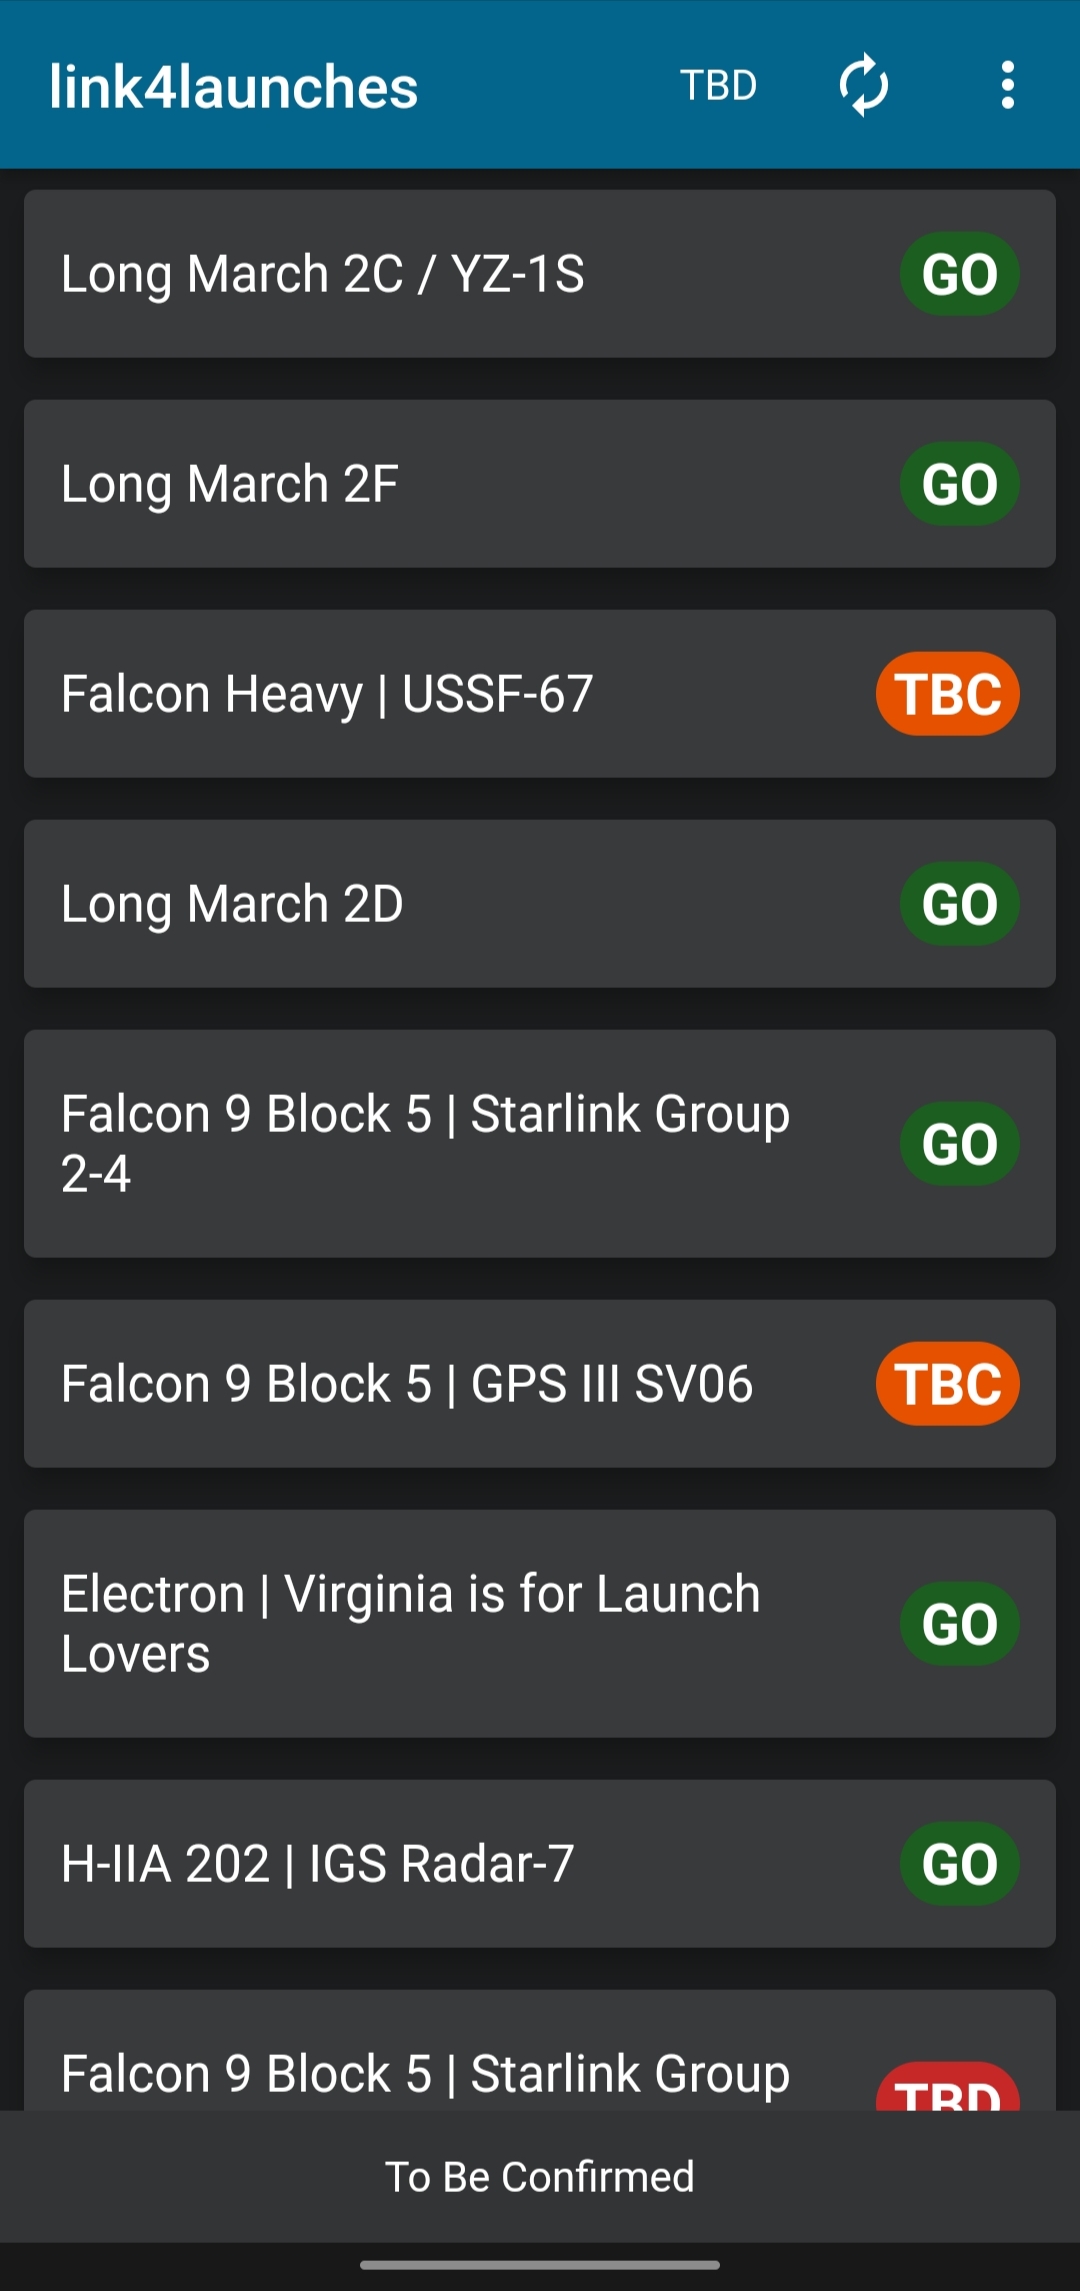 link4launches TBD
Long March 2C / YZ-1S GO
Long March 2F GO
Falcon Heavy | USSF-67 TBC
Long March 2D GO
Falcon 9 Block 5 | Starlink Group
2-4
GO
Falcon 9 Block 5 | GPS III SV06 TBC
Electron | Virginia is for Launch
Lovers
GO
H-IIA 202 | IGS Radar-7 GO
Falcon 9 Block 5 | Starlink Group
TBD
To Be Confirmed